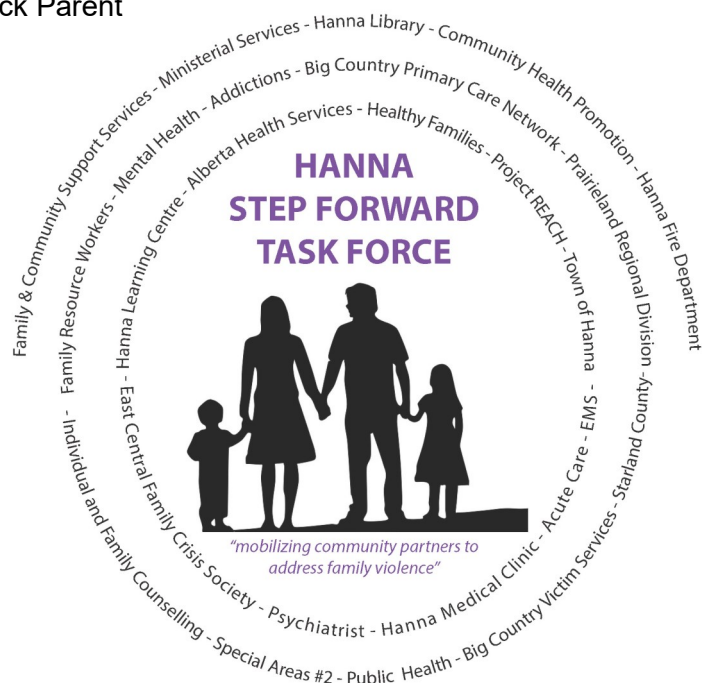 ck Parent
Family & Community Support Services - Ministerial Services - Hanna Library - Community Health Promotion - Hanna Fire Department
Family Resource Workers - Mental Health - Addictions - Big Country Primary Care Network - Prairieland Regional Division - Starland County - Big Country Victim Services - Public Health - Special Areas #2 - Individual and Family Counselling -
Hanna Learning Centre - Alberta Health Services - Healthy Families - Project REACH - Town of Hanna
- East Central Family Crisis Society - Psychiatrist - Hanna Medical Clinic - Acute Care - EMS -
HANNA
STEP FORWARD
TASK FORCE
"mobilizing community partners to
address family violence"